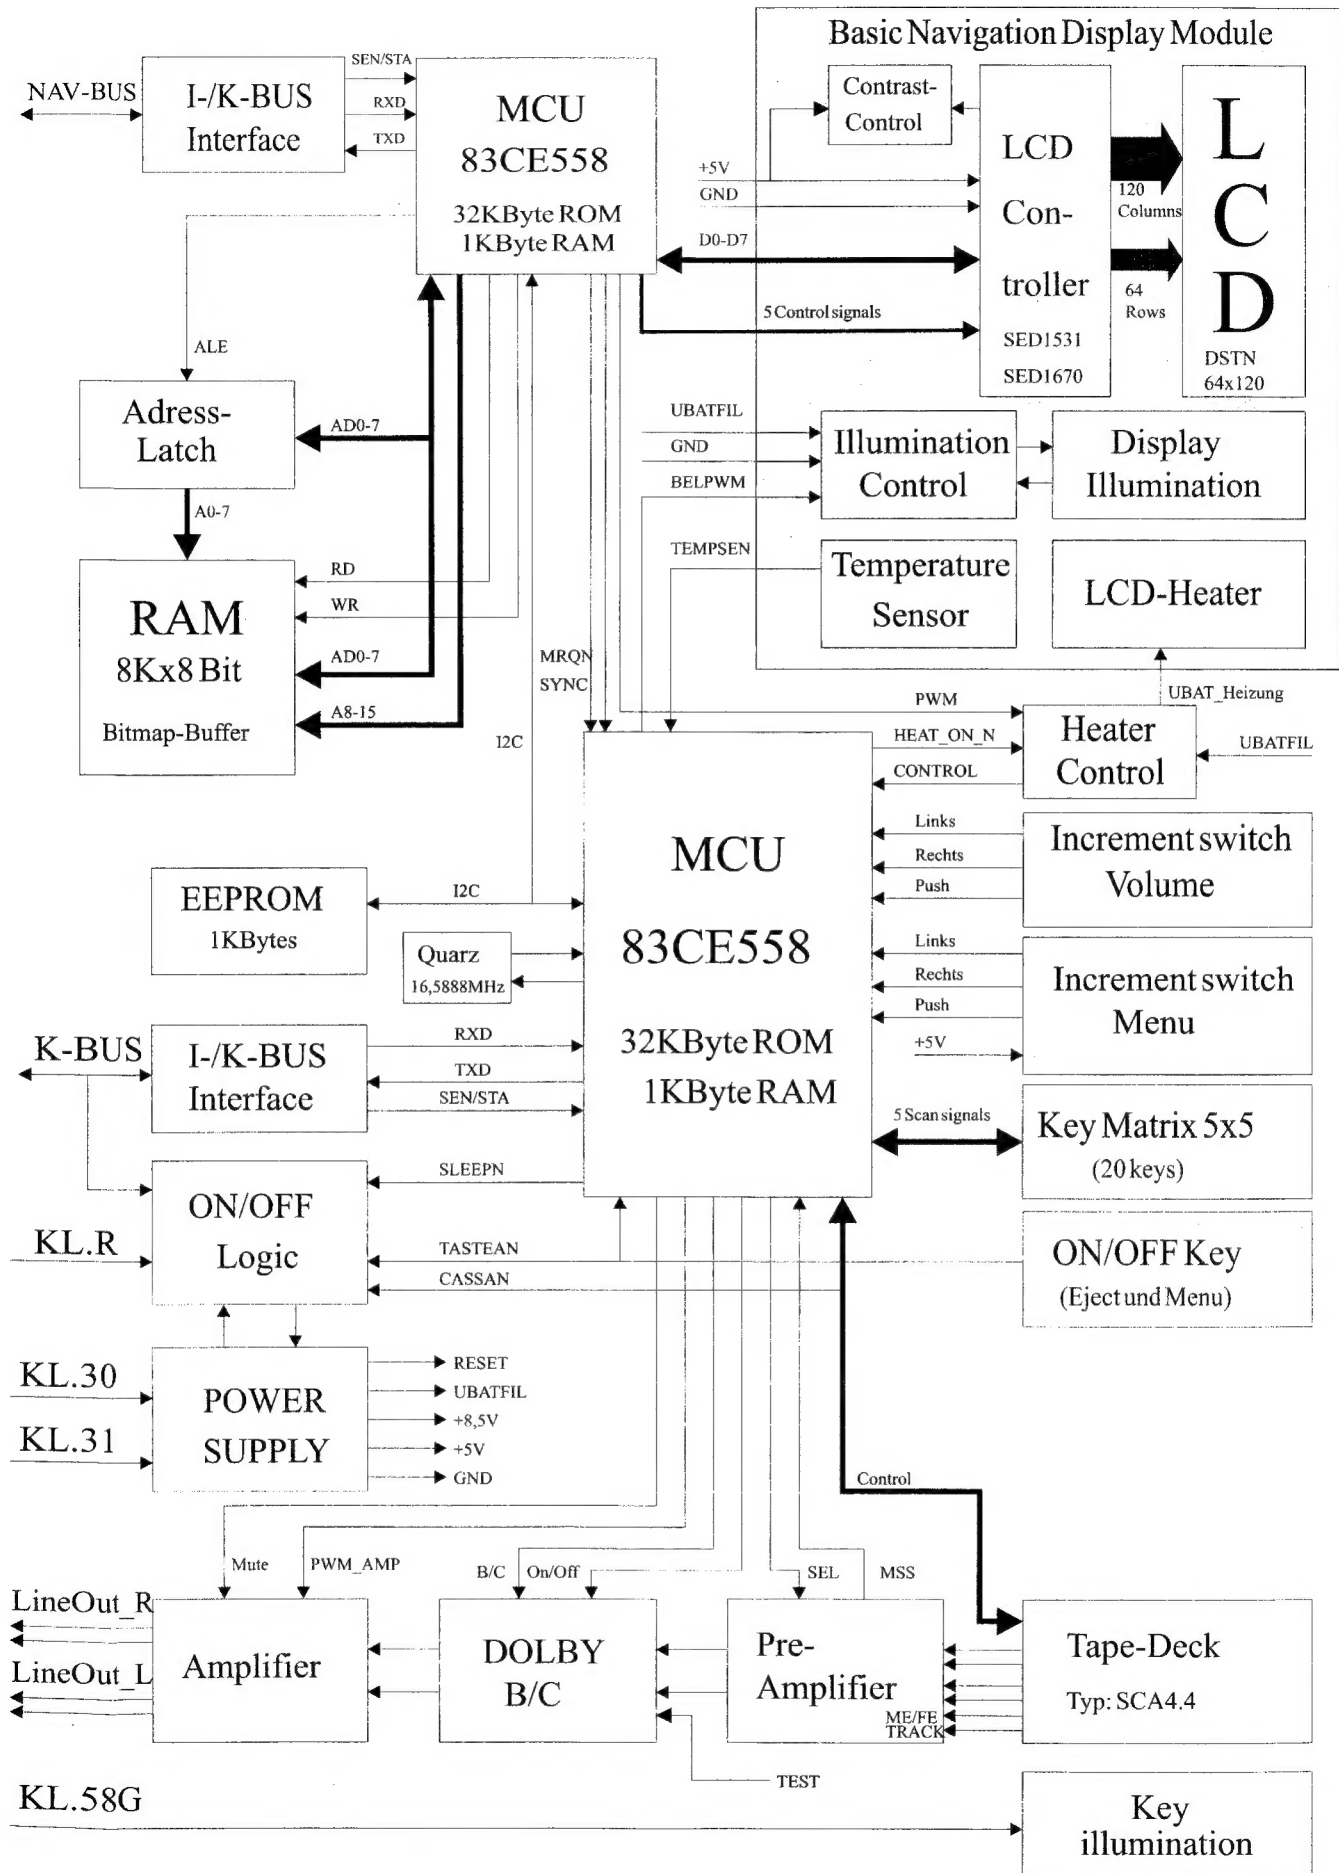 Basic Navigation Display Module
NAV-BUS
I-/K-BUS
Interface
SEN/STA
RXD
TXD
MCU
83CE558
32KByte ROM
1KByte RAM
Contrast-
Control
+5V
GND
D0-D7
5 Control signals
LCD
Con-
troller
SED1531
SED1670
120
Columns
64
Rows
L
C
D
DSTN
64x120
ALE
Adress-
Latch
AD0-7
A0-7
RAM
8Kx8 Bit
Bitmap-Buffer
RD
WR
AD0-7
A8-15
UBATFIL
GND
BELPWM
TEMPSEN
Illumination
Control
Display
Illumination
Temperature
Sensor
LCD-Heater
MRQN
SYNC
I2C
PWM
HEAT_ON_N
CONTROL
UBAT_Heizung
Heater
Control
UBATFIL
MCU
83CE558
32KByte ROM
1KByte RAM
Links
Rechts
Push
Increment switch
Volume
Links
Rechts
Push
+5V
Increment switch
Menu
EEPROM
1KBytes
I2C
Quarz
16,5888MHz
K-BUS
I-/K-BUS
Interface
RXD
TXD
SEN/STA
5 Scan signals
Key Matrix 5x5
(20 keys)
KL.R
ON/OFF
Logic
SLEEPN
TASTEAN
CASSAN
ON/OFF Key
(Eject und Menu)
KL.30
KL.31
POWER
SUPPLY
RESET
UBATFIL
+8,5V
+5V
GND
Control
Mute
PWM_AMP
B/C
On/Off
SEL
MSS
LineOut_R
LineOut_L
Amplifier
DOLBY
B/C
Pre-
Amplifier
ME/FE
TRACK
Tape-Deck
Typ: SCA4.4
TEST
KL.58G
Key
illumination